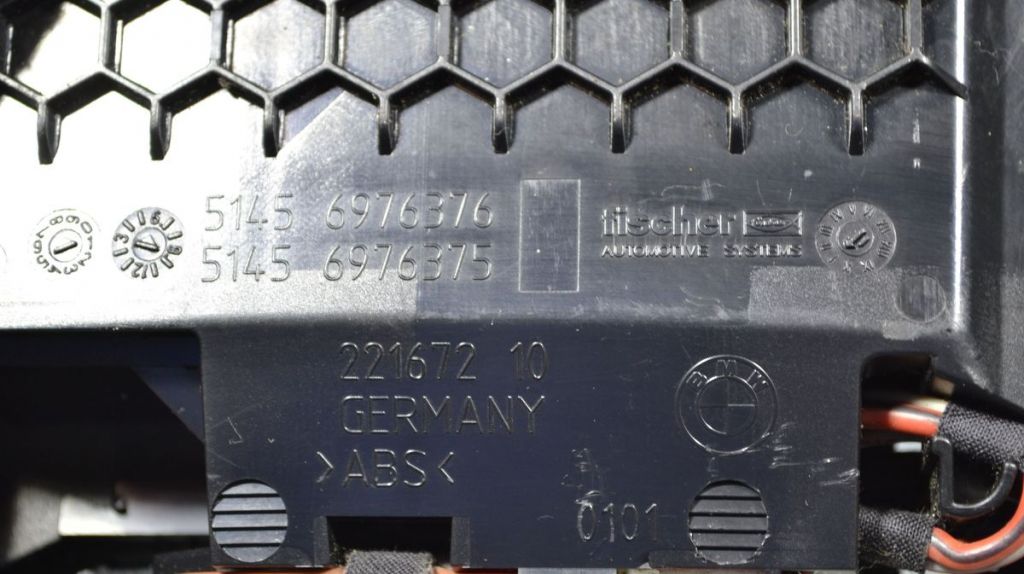 5145 6976376
5145 6976375
fischer
AUTOMOTIVE SYSTEMS
221672 10
GERMANY
>ABS<
BMW
0101